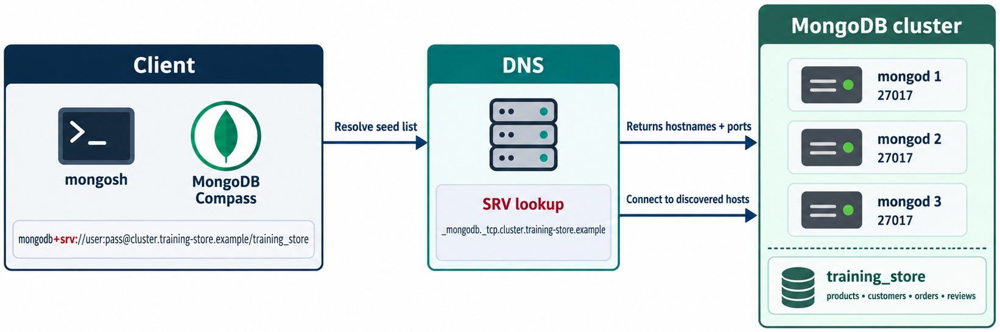 Client
mongosh
MongoDB
Compass
mongodb+srv://user:pass@cluster.training-store.example/training_store
Resolve seed list
DNS
SRV lookup
_mongodb._tcp.cluster.training-store.example
Returns hostnames + ports
Connect to discovered hosts
MongoDB cluster
mongod 1
27017
mongod 2
27017
mongod 3
27017
training_store
products • customers • orders • reviews